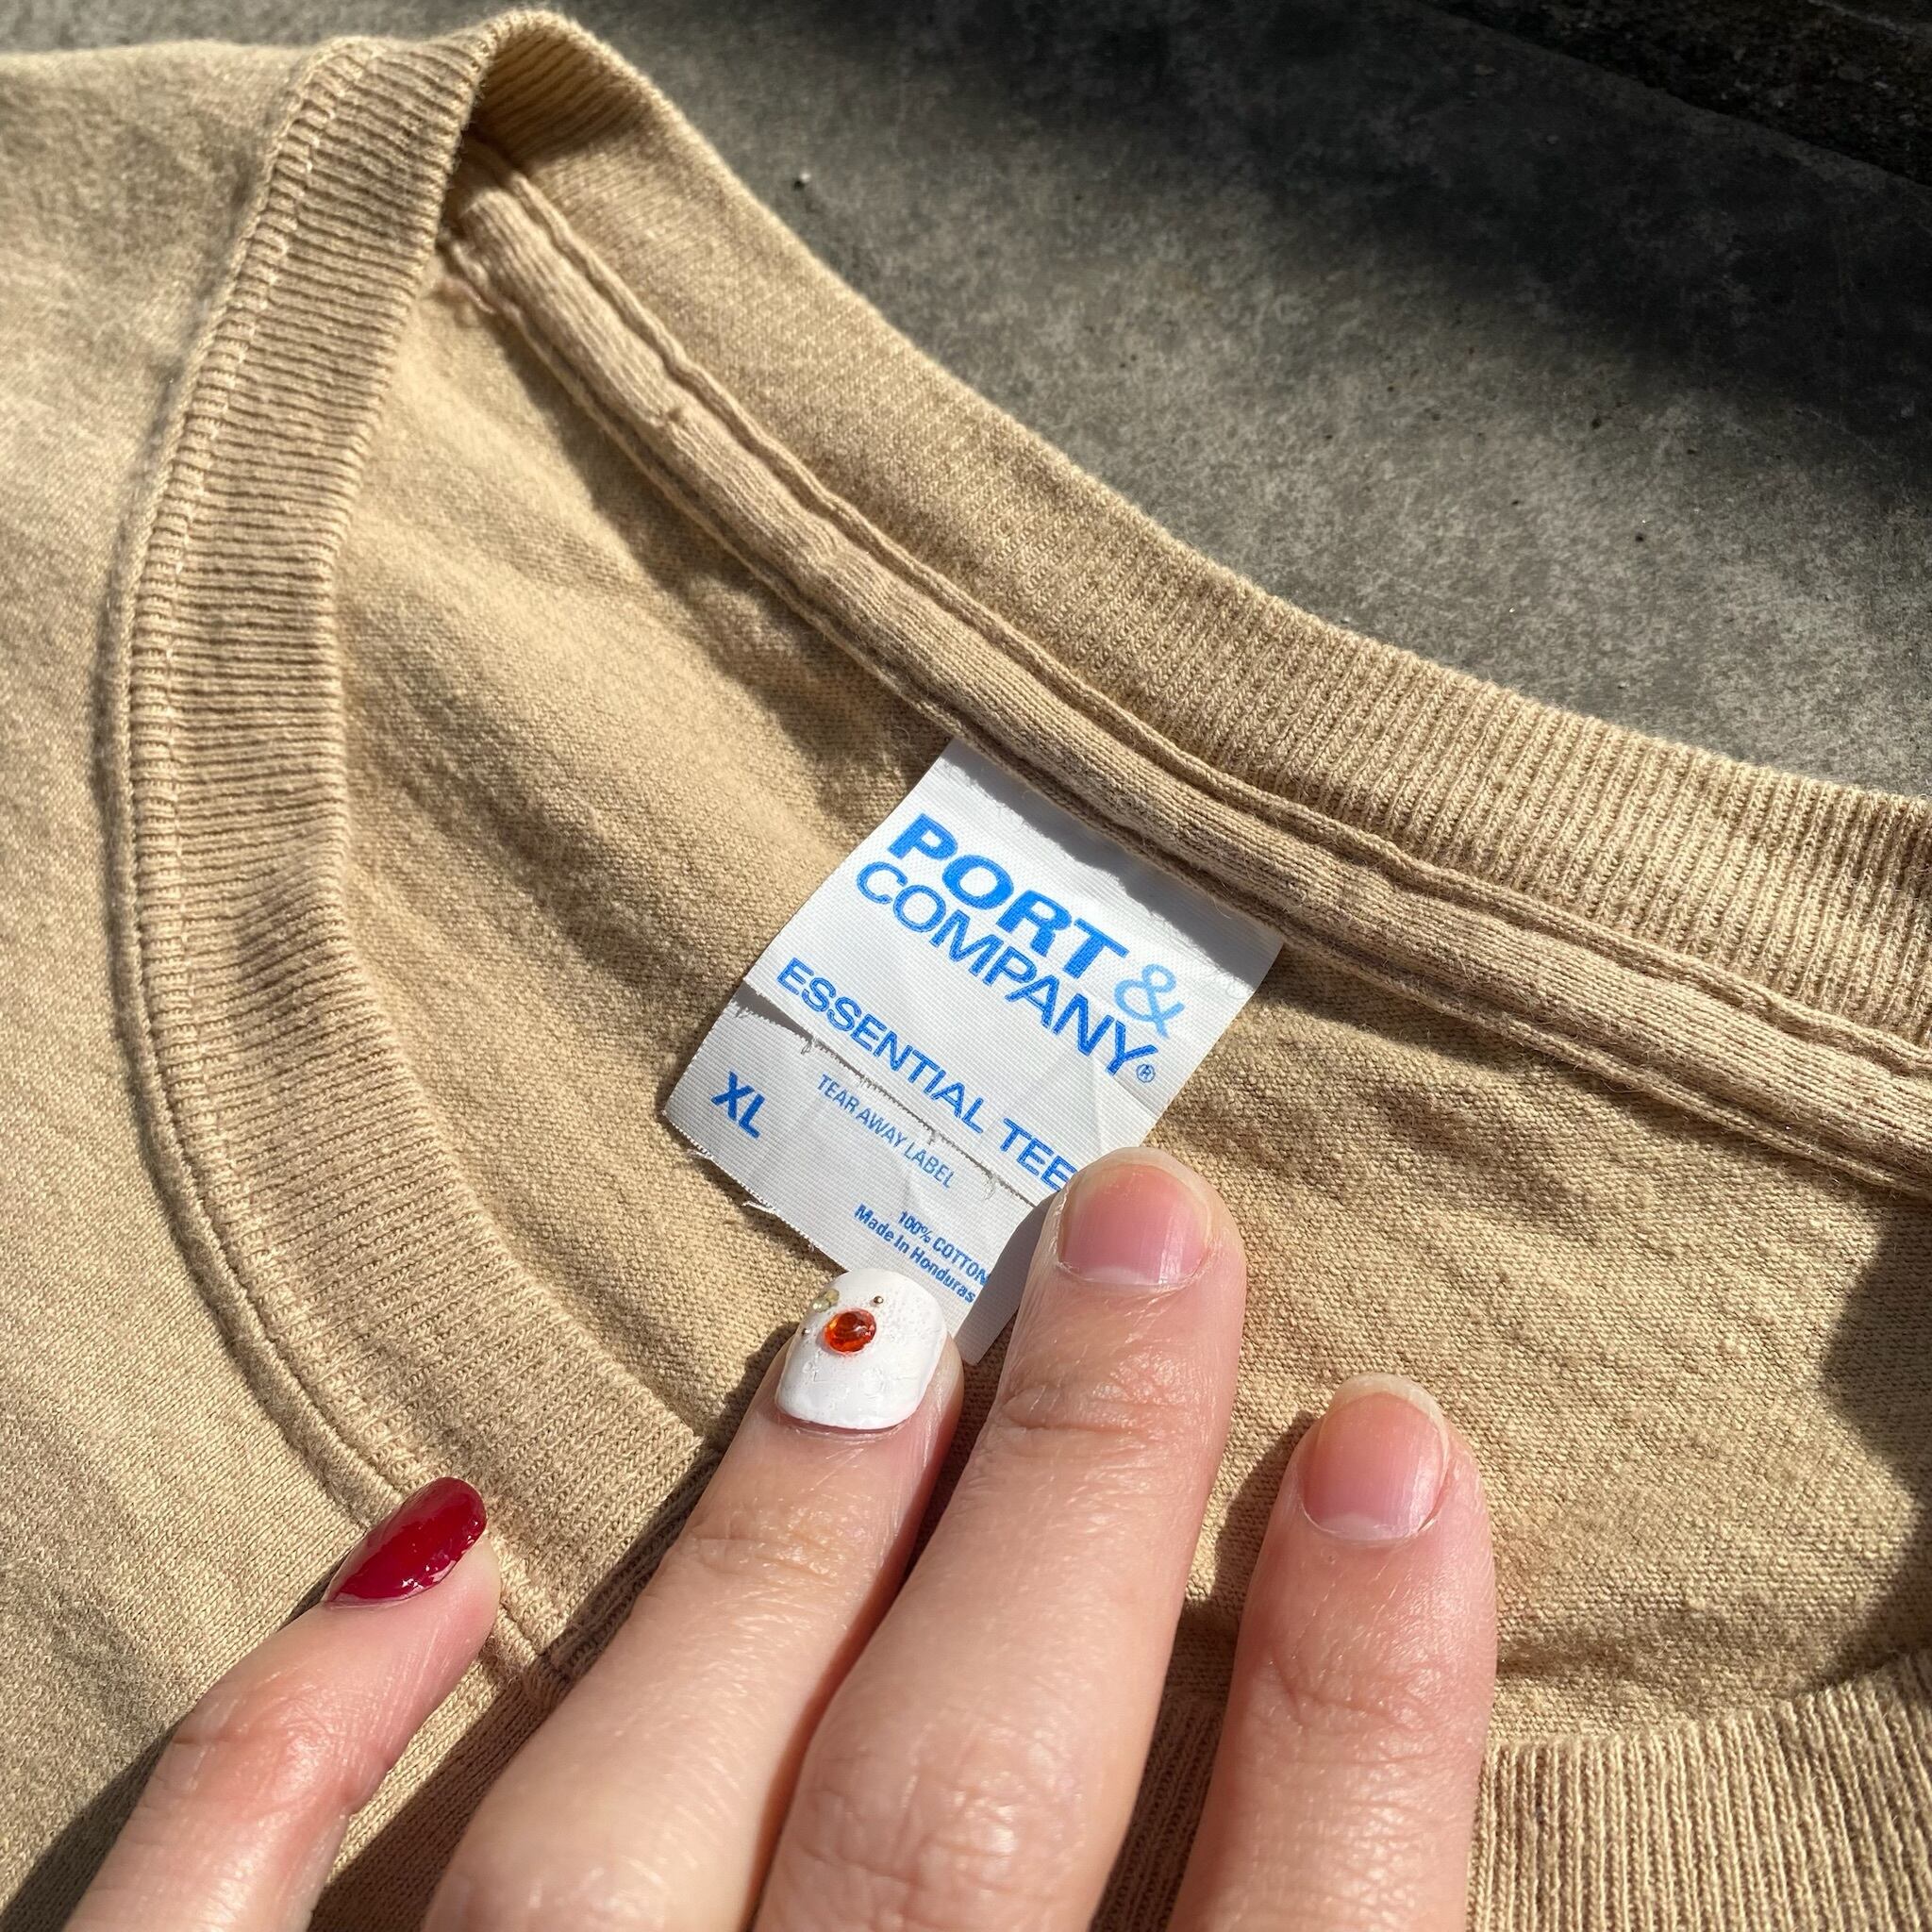 PORT &
COMPANY®
ESSENTIAL TEE
TEAR AWAY LABEL
XL
100% COTTON
Made In Honduras